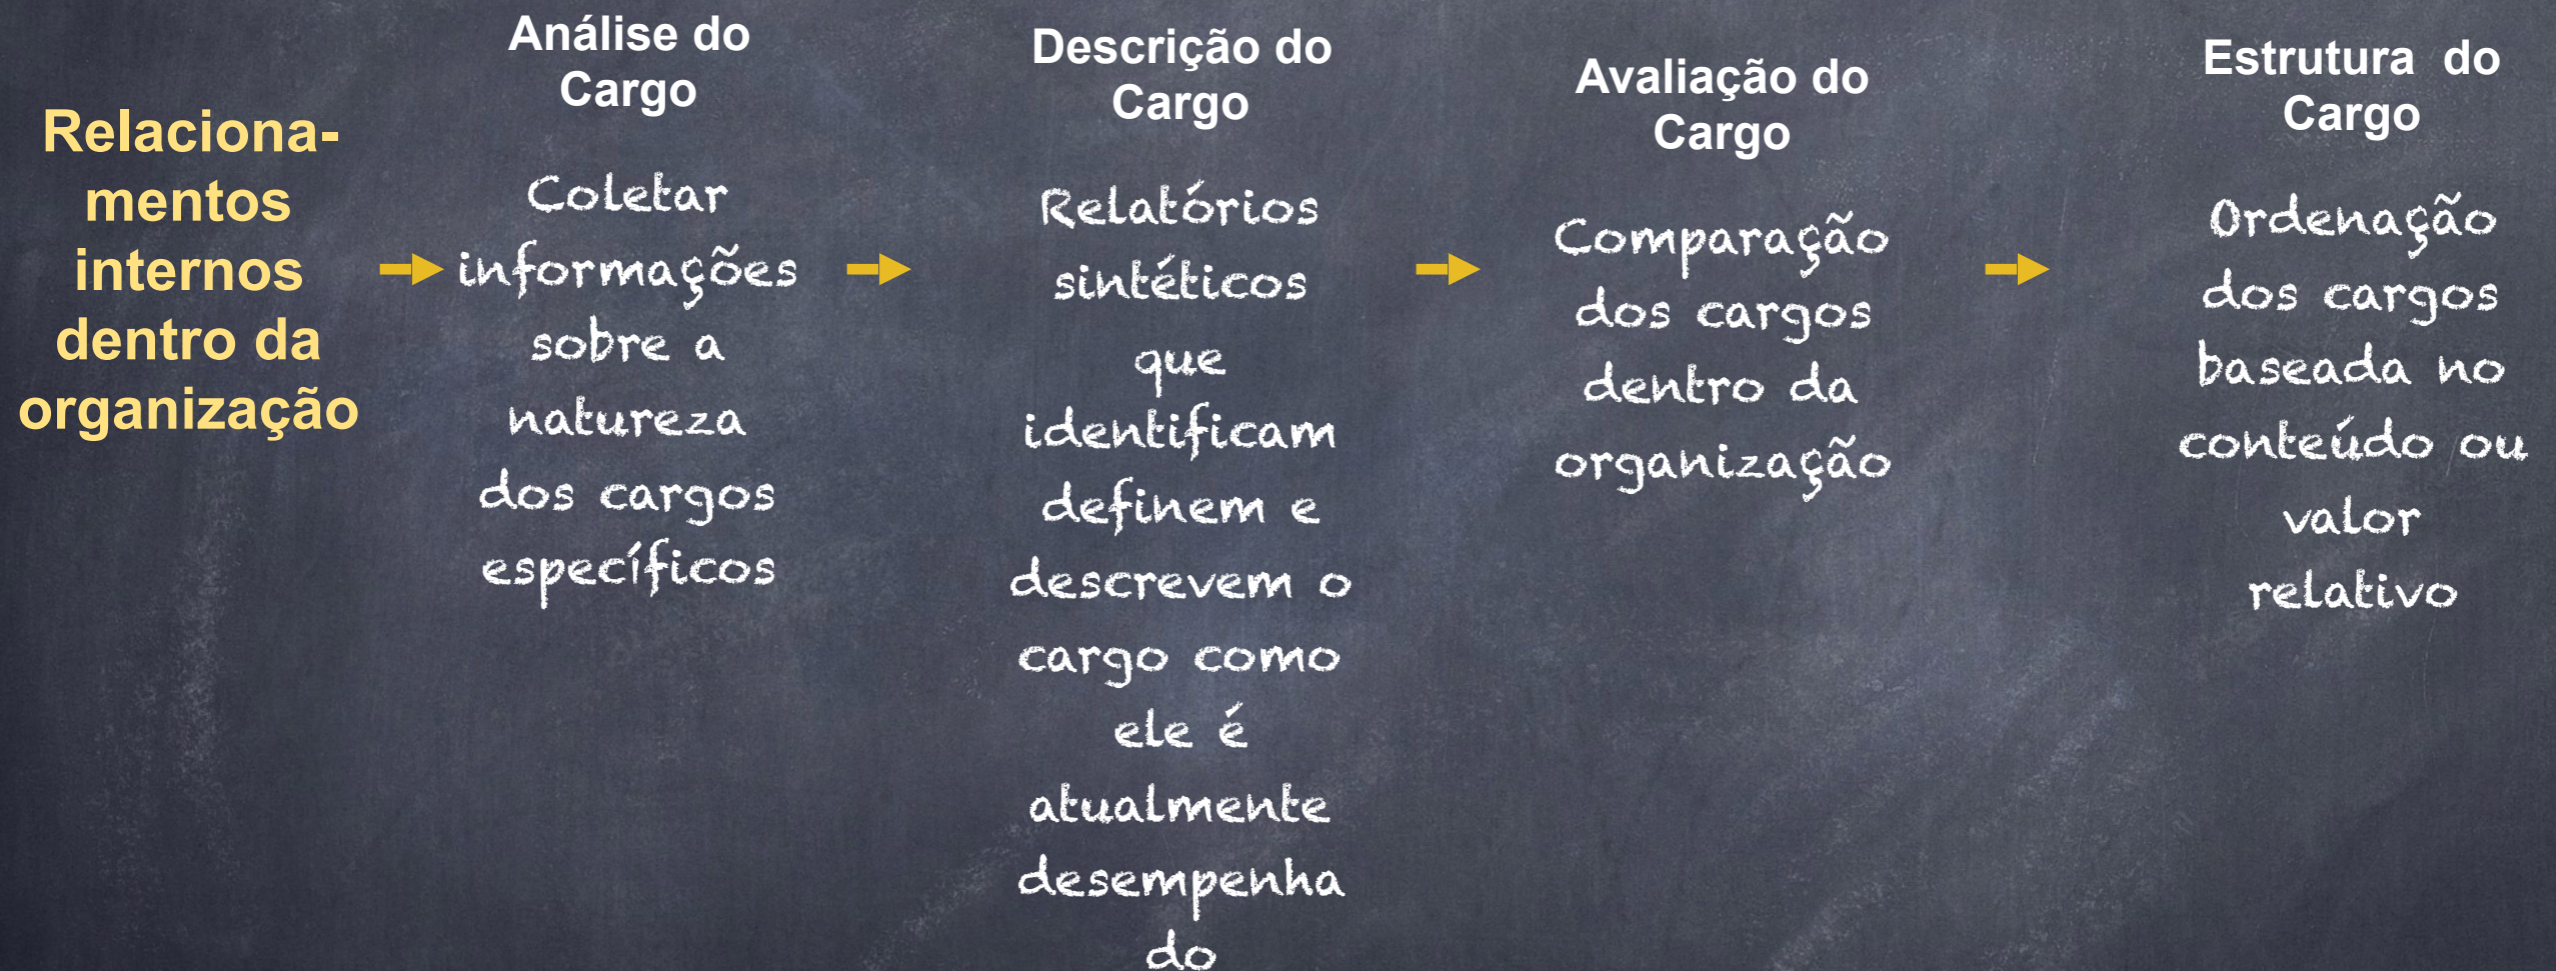 Relaciona-
mentos
internos
dentro da
organização
Análise do
Cargo
Coletar
informações
sobre a
natureza
dos cargos
específicos
Descrição do
Cargo
Relatórios
sintéticos
que
identificam
definem e
descrevem o
cargo como
ele é
atualmente
desempenha
do
Avaliação do
Cargo
Comparação
dos cargos
dentro da
organização
Estrutura  do
Cargo
Ordenação
dos cargos
baseada no
conteúdo ou
valor
relativo